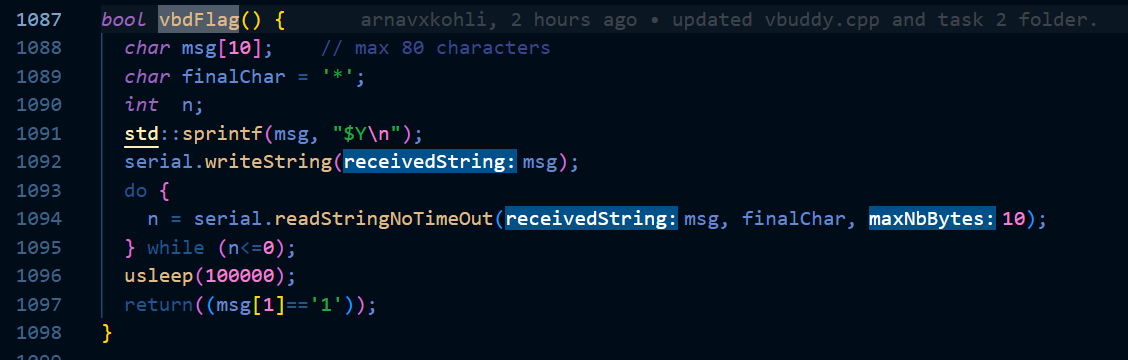 1087 bool vbdFlag() { arnavxkohli, 2 hours ago • updated vbuddy.cpp and task 2 folder.
1088 char msg[10]; // max 80 characters
1089 char finalChar = '*';
1090 int n;
1091 std::sprintf(msg, "$Y\n");
1092 serial.writeString(receivedString: msg);
1093 do {
1094 n = serial.readStringNoTimeOut(receivedString: msg, finalChar, maxNbBytes: 10);
1095 } while (n<=0);
1096 usleep(100000);
1097 return((msg[1]=='1'));
1098 }